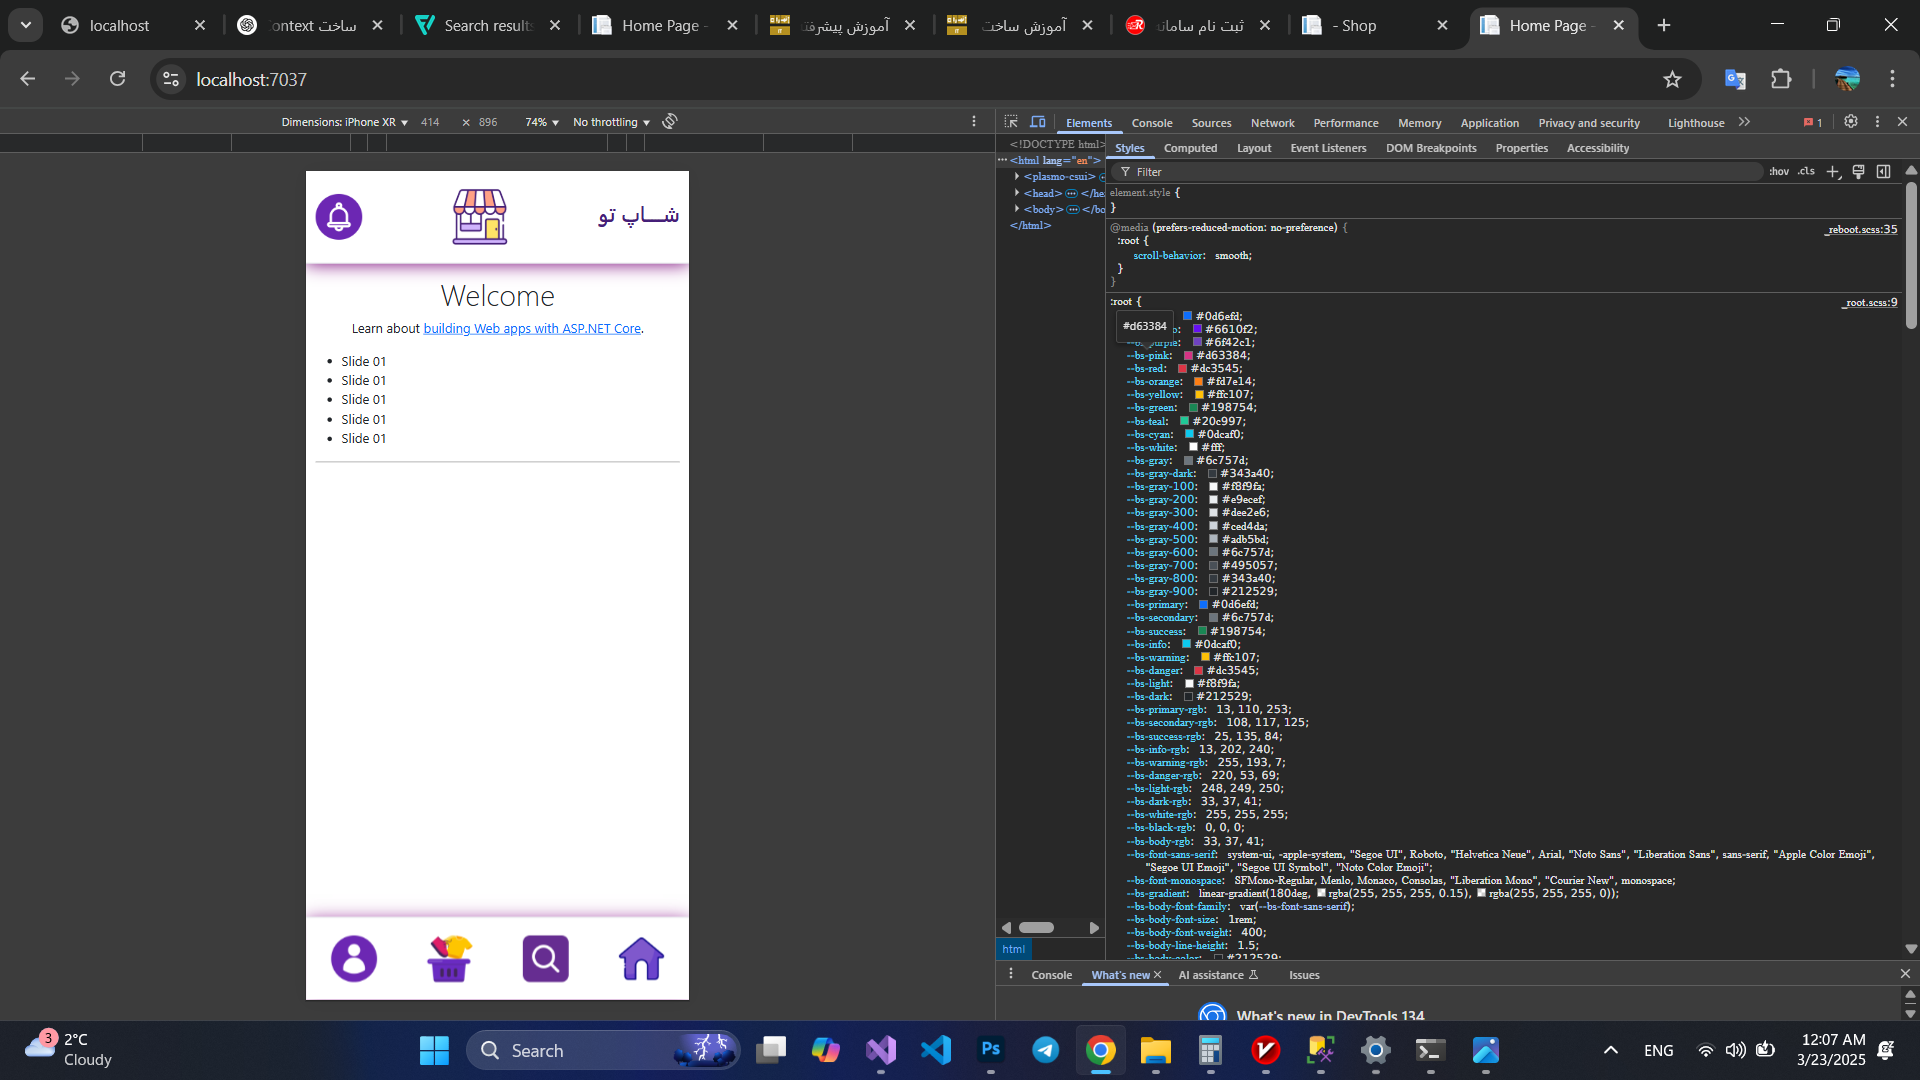 localhost
ساخت Context
Search results
Home Page -
آموزش پیشرفته
آموزش ساخت
ثبت نام سامانه
- Shop
Home Page -
localhost:7037
Dimensions: iPhone XR 414 × 896 74% No throttling
Elements Console Sources Network Performance Memory Application Privacy and security Lighthouse 1
شـــاپ تو
Welcome
Learn about building Web apps with ASP.NET Core.
Slide 01
Slide 01
Slide 01
Slide 01
Slide 01
<!DOCTYPE html>
<html lang="en">
<plasmo-csui>
<head> </hea
<body> </bo
</html>
html
Styles Computed Layout Event Listeners DOM Breakpoints Properties Accessibility
Filter :hov .cls
element.style {
}
@media (prefers-reduced-motion: no-preference) { _reboot.scss:35
:root {
scroll-behavior: smooth;
}
}
:root { _root.scss:9
#0d6efd;
#d63384
#6610f2;
#6f42c1;
--bs-pink: #d63384;
--bs-red: #dc3545;
--bs-orange: #fd7e14;
--bs-yellow: #ffc107;
--bs-green: #198754;
--bs-teal: #20c997;
--bs-cyan: #0dcaf0;
--bs-white: #fff;
--bs-gray: #6c757d;
--bs-gray-dark: #343a40;
--bs-gray-100: #f8f9fa;
--bs-gray-200: #e9ecef;
--bs-gray-300: #dee2e6;
--bs-gray-400: #ced4da;
--bs-gray-500: #adb5bd;
--bs-gray-600: #6c757d;
--bs-gray-700: #495057;
--bs-gray-800: #343a40;
--bs-gray-900: #212529;
--bs-primary: #0d6efd;
--bs-secondary: #6c757d;
--bs-success: #198754;
--bs-info: #0dcaf0;
--bs-warning: #ffc107;
--bs-danger: #dc3545;
--bs-light: #f8f9fa;
--bs-dark: #212529;
--bs-primary-rgb: 13, 110, 253;
--bs-secondary-rgb: 108, 117, 125;
--bs-success-rgb: 25, 135, 84;
--bs-info-rgb: 13, 202, 240;
--bs-warning-rgb: 255, 193, 7;
--bs-danger-rgb: 220, 53, 69;
--bs-light-rgb: 248, 249, 250;
--bs-dark-rgb: 33, 37, 41;
--bs-white-rgb: 255, 255, 255;
--bs-black-rgb: 0, 0, 0;
--bs-body-rgb: 33, 37, 41;
--bs-font-sans-serif: system-ui, -apple-system, "Segoe UI", Roboto, "Helvetica Neue", Arial, "Noto Sans", "Liberation Sans", sans-serif, "Apple Color Emoji",
"Segoe UI Emoji", "Segoe UI Symbol", "Noto Color Emoji";
--bs-font-monospace: SFMono-Regular, Menlo, Monaco, Consolas, "Liberation Mono", "Courier New", monospace;
--bs-gradient: linear-gradient(180deg, rgba(255, 255, 255, 0.15), rgba(255, 255, 255, 0));
--bs-body-font-family: var(--bs-font-sans-serif);
--bs-body-font-size: 1rem;
--bs-body-font-weight: 400;
--bs-body-line-height: 1.5;
--bs-body-color: #212529;
Console What's new AI assistance Issues
What's new in DevTools 134
3
2°C
Cloudy
Search
Ps
ENG
12:07 AM
3/23/2025